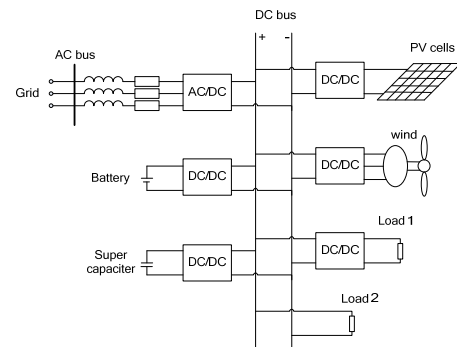 DC bus
+ -
AC bus
PV cells
Grid
AC/DC
DC/DC
wind
Battery
DC/DC
DC/DC
Load 1
Super
capaciter
DC/DC
DC/DC
Load 2